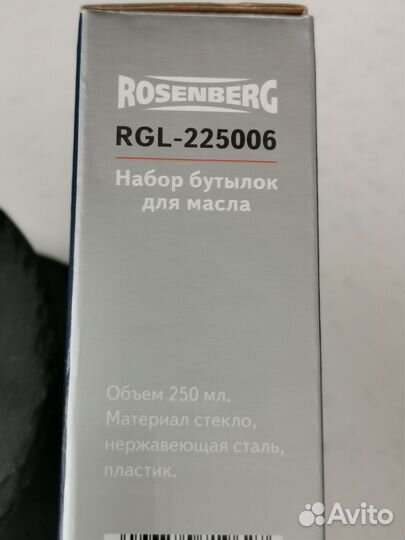 ROSENBERG
RGL-225006
Набор бутылок
для масла
Объем 250 мл.
Материал стекло,
нержавеющая сталь,
пластик.
Avito